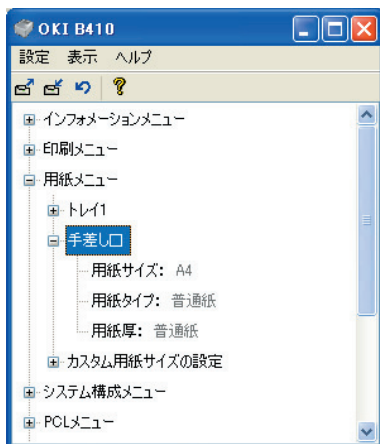 OKI B410
設定 表示 ヘルプ
インフォメーションメニュー
印刷メニュー
用紙メニュー
トレイ1
手差し口
用紙サイズ: A4
用紙タイプ: 普通紙
用紙厚: 普通紙
カスタム用紙サイズの設定
システム構成メニュー
PCLメニュー